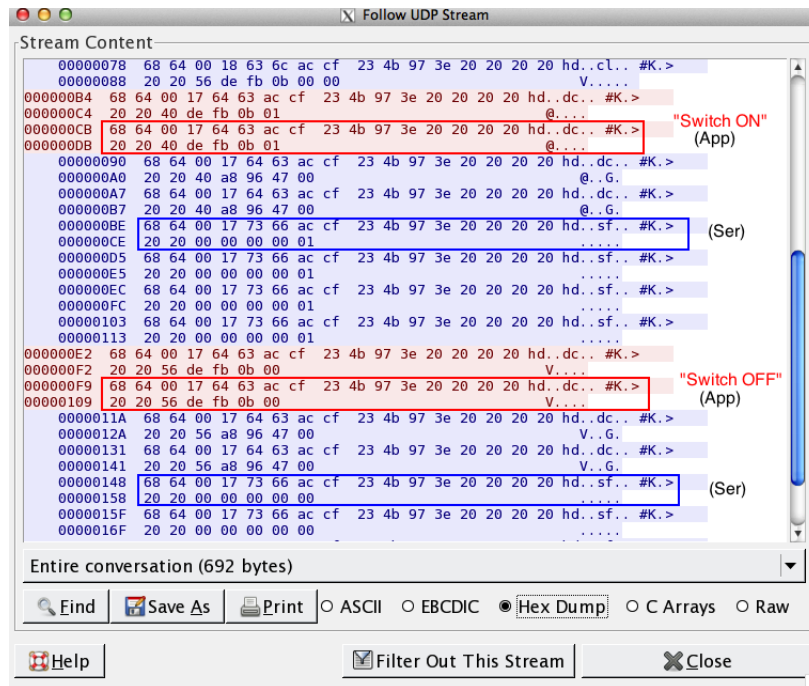 Follow UDP Stream
Stream Content
00000078 68 64 00 18 63 6c ac cf 23 4b 97 3e 20 20 20 20 hd..cl.. #K.>
00000088 20 20 56 de fb 0b 00 00 V.....
000000B4 68 64 00 17 64 63 ac cf 23 4b 97 3e 20 20 20 20 hd..dc.. #K.>
000000C4 20 20 40 de fb 0b 01 @....
000000CB 68 64 00 17 64 63 ac cf 23 4b 97 3e 20 20 20 20 hd..dc.. #K.>
000000DB 20 20 40 de fb 0b 01 @....
"Switch ON"
(App)
00000090 68 64 00 17 64 63 ac cf 23 4b 97 3e 20 20 20 20 hd..dc.. #K.>
000000A0 20 20 40 a8 96 47 00 @..G.
000000A7 68 64 00 17 64 63 ac cf 23 4b 97 3e 20 20 20 20 hd..dc.. #K.>
000000B7 20 20 40 a8 96 47 00 @..G.
000000BE 68 64 00 17 73 66 ac cf 23 4b 97 3e 20 20 20 20 hd..sf.. #K.>
000000CE 20 20 00 00 00 00 01 .....
(Ser)
000000D5 68 64 00 17 73 66 ac cf 23 4b 97 3e 20 20 20 20 hd..sf.. #K.>
000000E5 20 20 00 00 00 00 01 .....
000000EC 68 64 00 17 73 66 ac cf 23 4b 97 3e 20 20 20 20 hd..sf.. #K.>
000000FC 20 20 00 00 00 00 01 .....
00000103 68 64 00 17 73 66 ac cf 23 4b 97 3e 20 20 20 20 hd..sf.. #K.>
00000113 20 20 00 00 00 00 01 .....
000000E2 68 64 00 17 64 63 ac cf 23 4b 97 3e 20 20 20 20 hd..dc.. #K.>
000000F2 20 20 56 de fb 0b 00 V....
000000F9 68 64 00 17 64 63 ac cf 23 4b 97 3e 20 20 20 20 hd..dc.. #K.>
00000109 20 20 56 de fb 0b 00 V....
"Switch OFF"
(App)
0000011A 68 64 00 17 64 63 ac cf 23 4b 97 3e 20 20 20 20 hd..dc.. #K.>
0000012A 20 20 56 a8 96 47 00 V..G.
00000131 68 64 00 17 64 63 ac cf 23 4b 97 3e 20 20 20 20 hd..dc.. #K.>
00000141 20 20 56 a8 96 47 00 V..G.
00000148 68 64 00 17 73 66 ac cf 23 4b 97 3e 20 20 20 20 hd..sf.. #K.>
00000158 20 20 00 00 00 00 00 .....
(Ser)
0000015F 68 64 00 17 73 66 ac cf 23 4b 97 3e 20 20 20 20 hd..sf.. #K.>
0000016F 20 20 00 00 00 00 00 .....
Entire conversation (692 bytes)
Find Save As Print ASCII EBCDIC Hex Dump C Arrays Raw
Help Filter Out This Stream Close